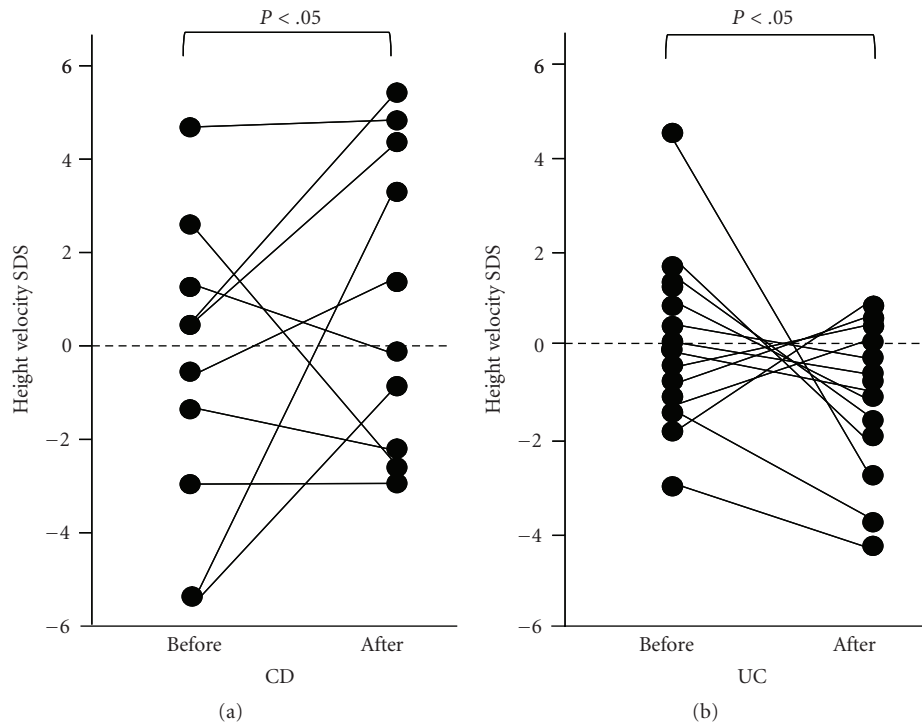 P < .05
6
4
2
0
−2
−4
−6
Height velocity SDS
Before
After
CD
(a)
P < .05
6
4
2
0
−2
−4
−6
Height velocity SDS
Before
After
UC
(b)